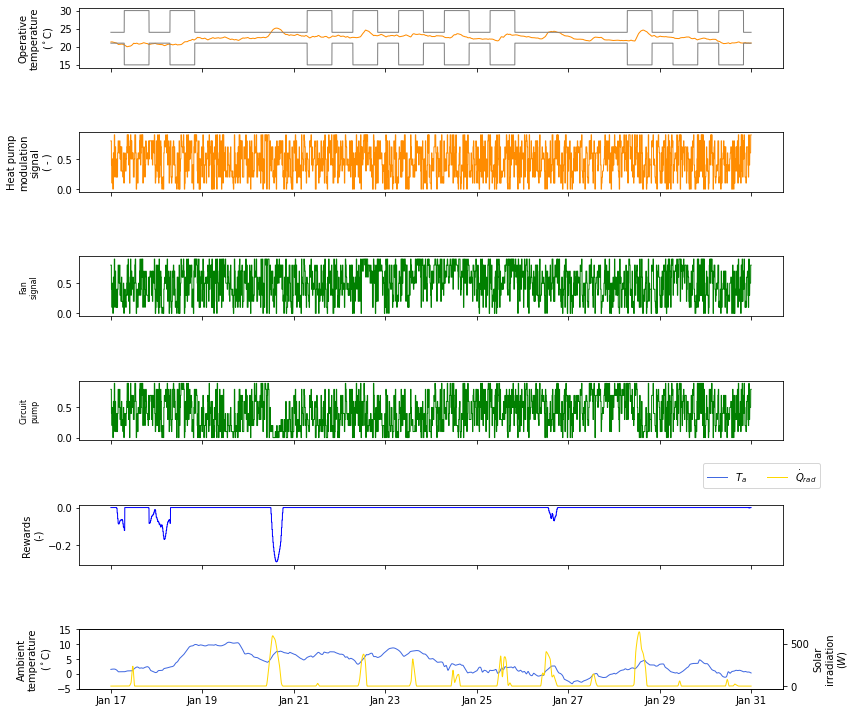 Operative
temperature
(°C)
30
25
20
15
Heat pump
modulation
signal
( - )
0.5
0.0
Fan
signal
0.5
0.0
Circuit
pump
0.5
0.0
T_a
Q̇_rad
Rewards
(-)
0.0
−0.2
Ambient
temperature
(°C)
15
10
5
0
−5
500
0
Solar
irradiation
(W)
Jan 17 Jan 19 Jan 21 Jan 23 Jan 25 Jan 27 Jan 29 Jan 31